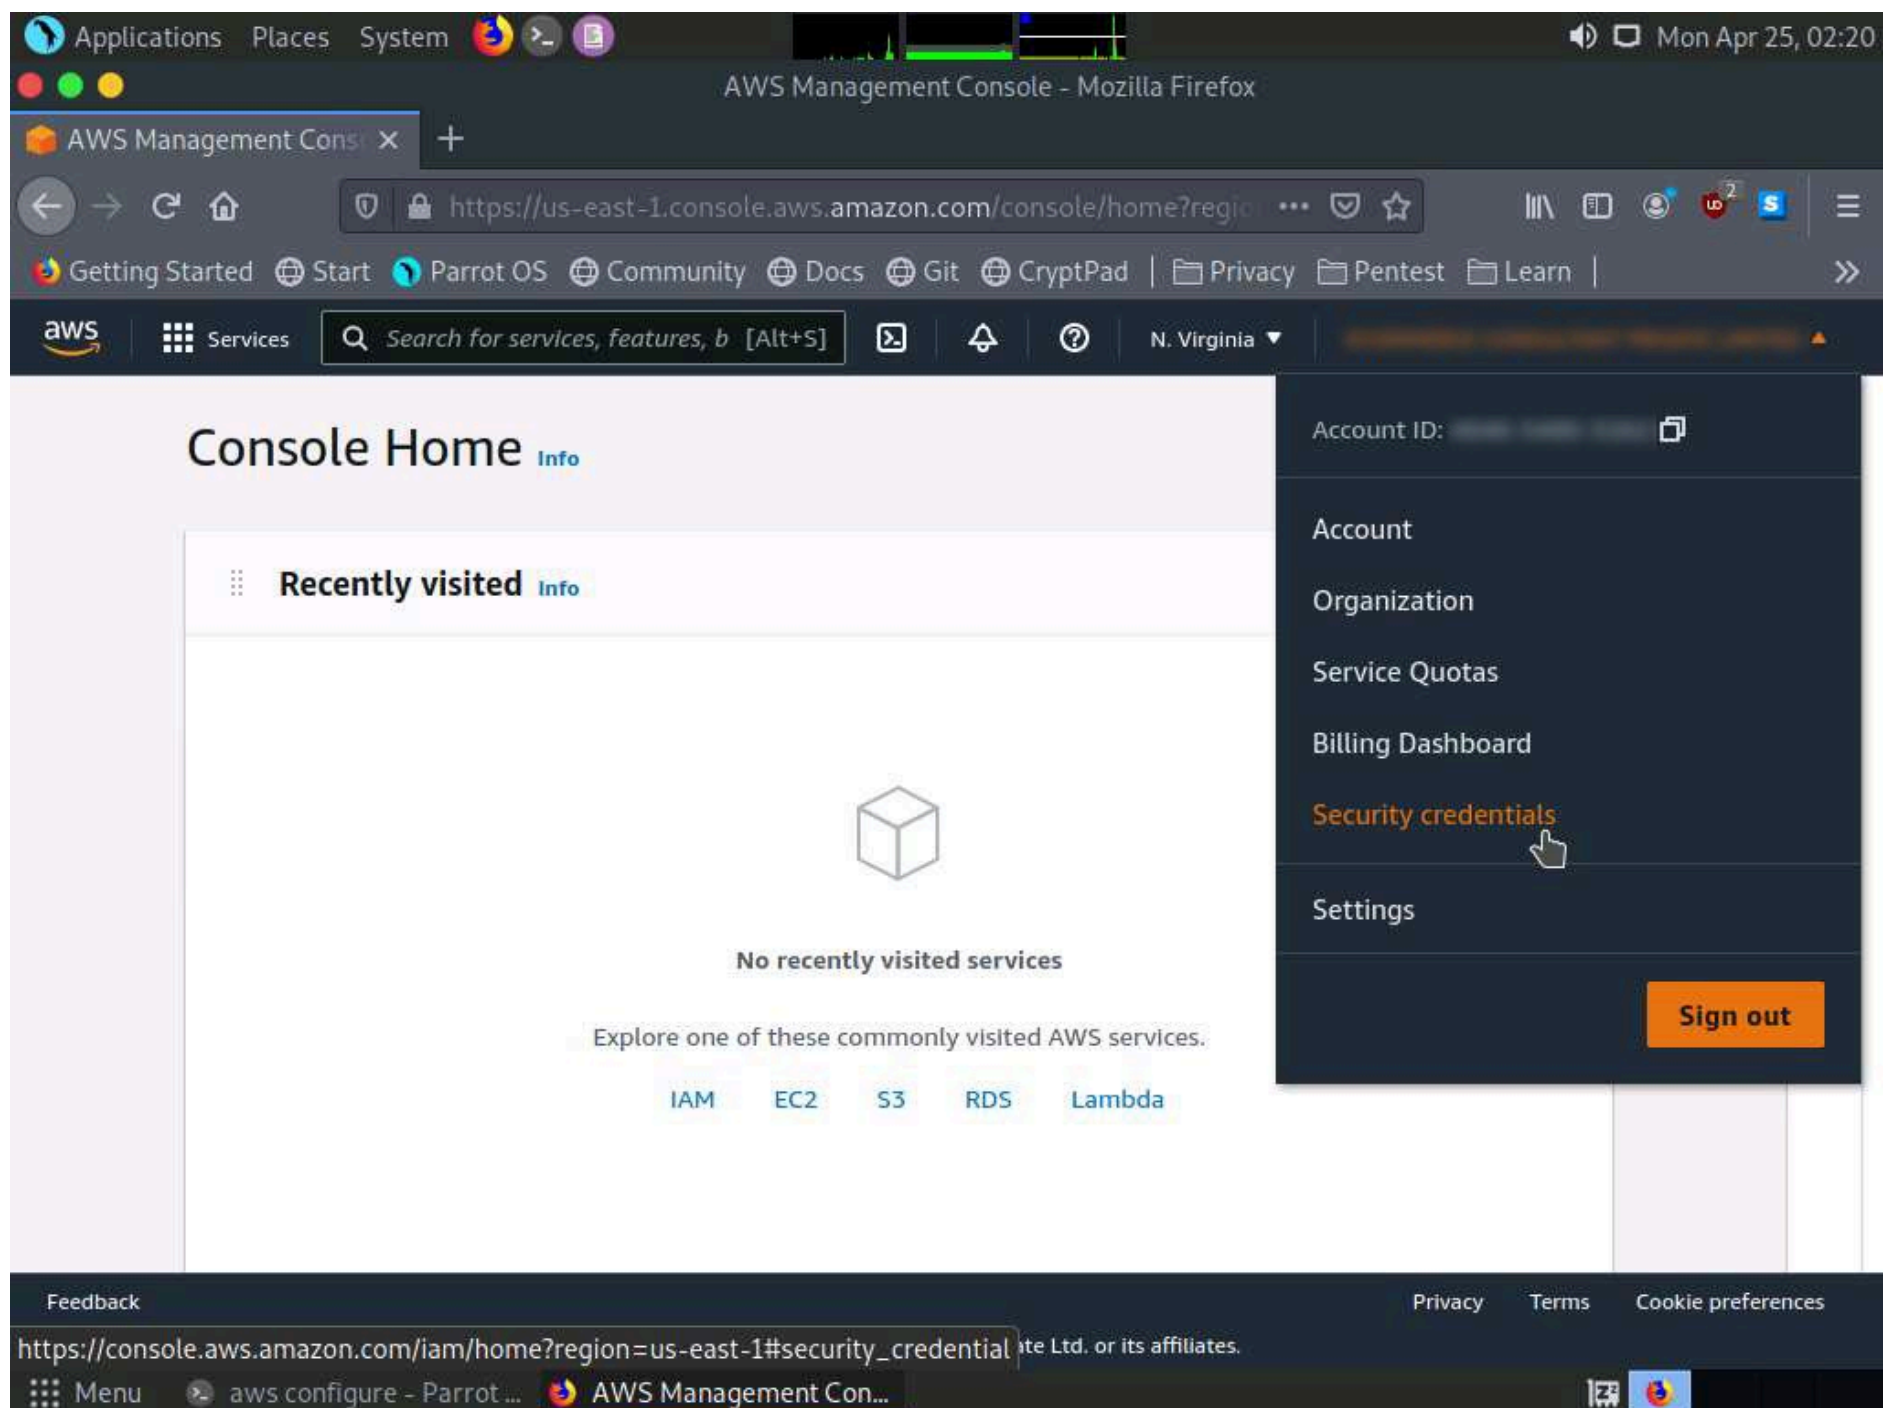 Applications Places System Mon Apr 25, 02:20
AWS Management Console - Mozilla Firefox
AWS Management Cons
https://us-east-1.console.aws.amazon.com/console/home?regio
2
Getting Started Start Parrot OS Community Docs Git CryptPad Privacy Pentest Learn
aws Services Search for services, features, b [Alt+S] N. Virginia
Account ID:
Console Home Info
Account
Recently visited Info
Organization
Service Quotas
Billing Dashboard
Security credentials
Settings
No recently visited services
Sign out
Explore one of these commonly visited AWS services.
IAM EC2 S3 RDS Lambda
Feedback Privacy Terms Cookie preferences
https://console.aws.amazon.com/iam/home?region=us-east-1#security_credential te Ltd. or its affiliates.
Menu aws configure - Parrot ... AWS Management Con...